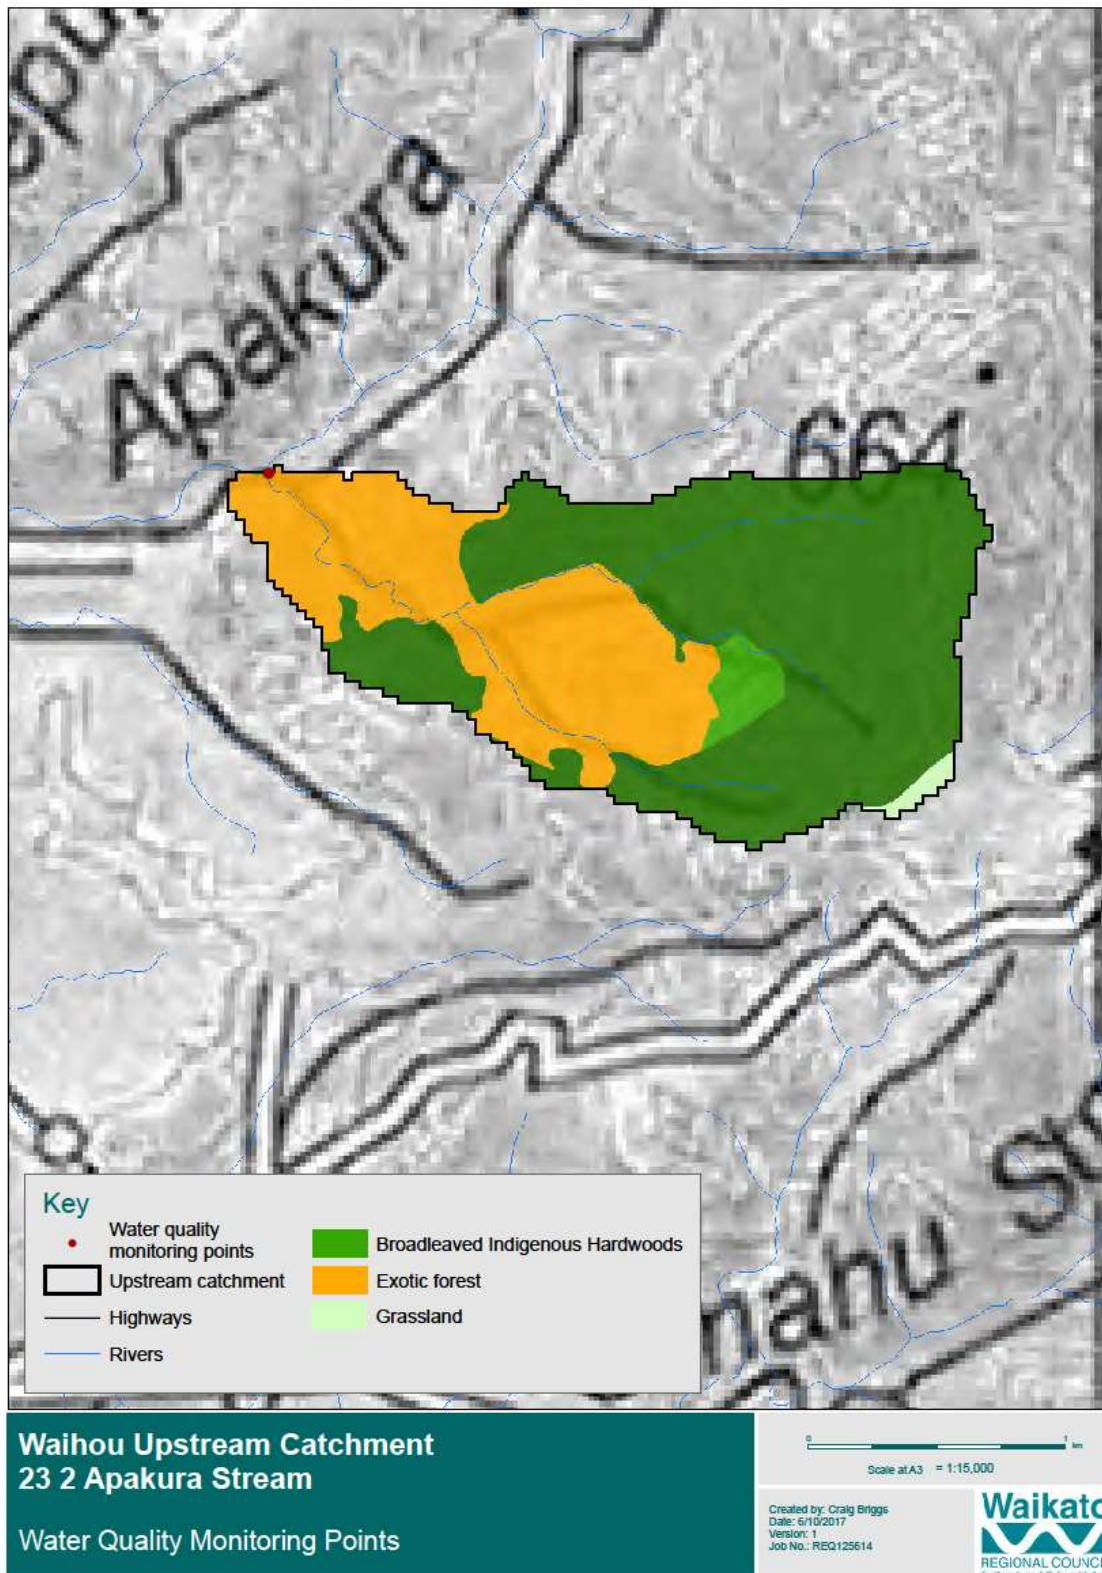 Apakura
664
Key
Water quality
monitoring points
Upstream catchment
Highways
Rivers
Broadleaved Indigenous Hardwoods
Exotic forest
Grassland
Waihou Upstream Catchment
23 2 Apakura Stream
Water Quality Monitoring Points
0 1 km
Scale at A3 = 1:15,000
Created by: Craig Briggs
Date: 6/10/2017
Version: 1
Job No.: REQ125614
Waikato
REGIONAL COUNC